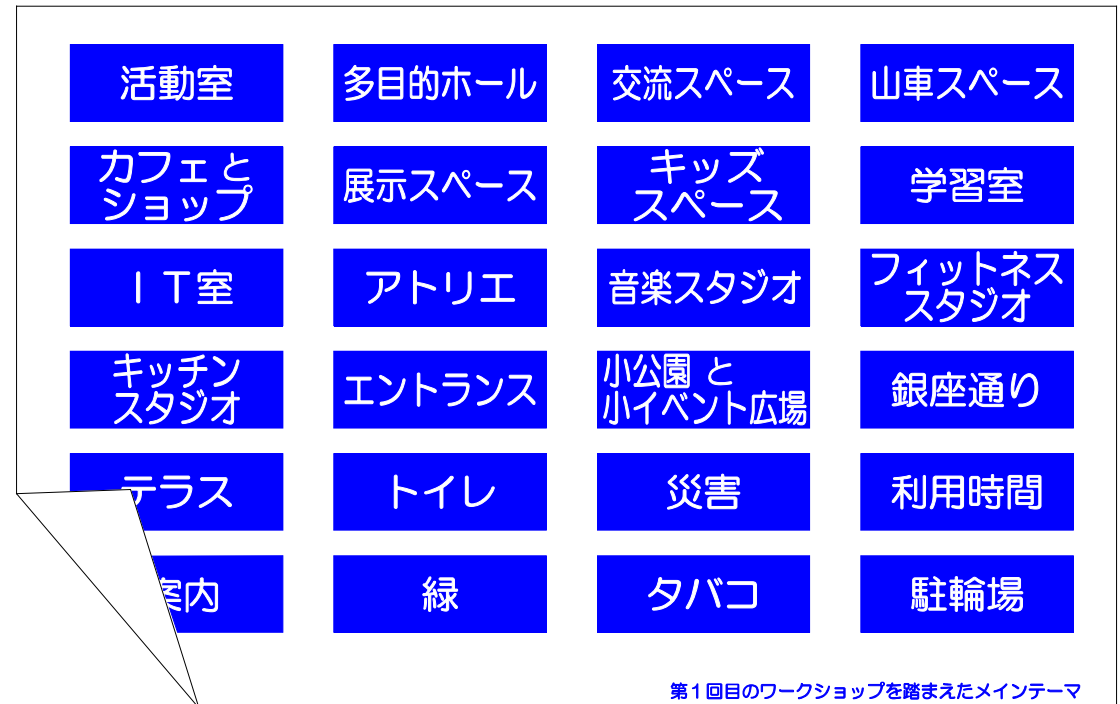 活動室
多目的ホール
交流スペース
山車スペース
カフェと
ショップ
展示スペース
キッズ
スペース
学習室
IT室
アトリエ
音楽スタジオ
フィットネス
スタジオ
キッチン
スタジオ
エントランス
小公園 と
小イベント広場
銀座通り
テラス
トイレ
災害
利用時間
案内
緑
タバコ
駐輪場
第1回目のワークショップを踏まえたメインテーマ